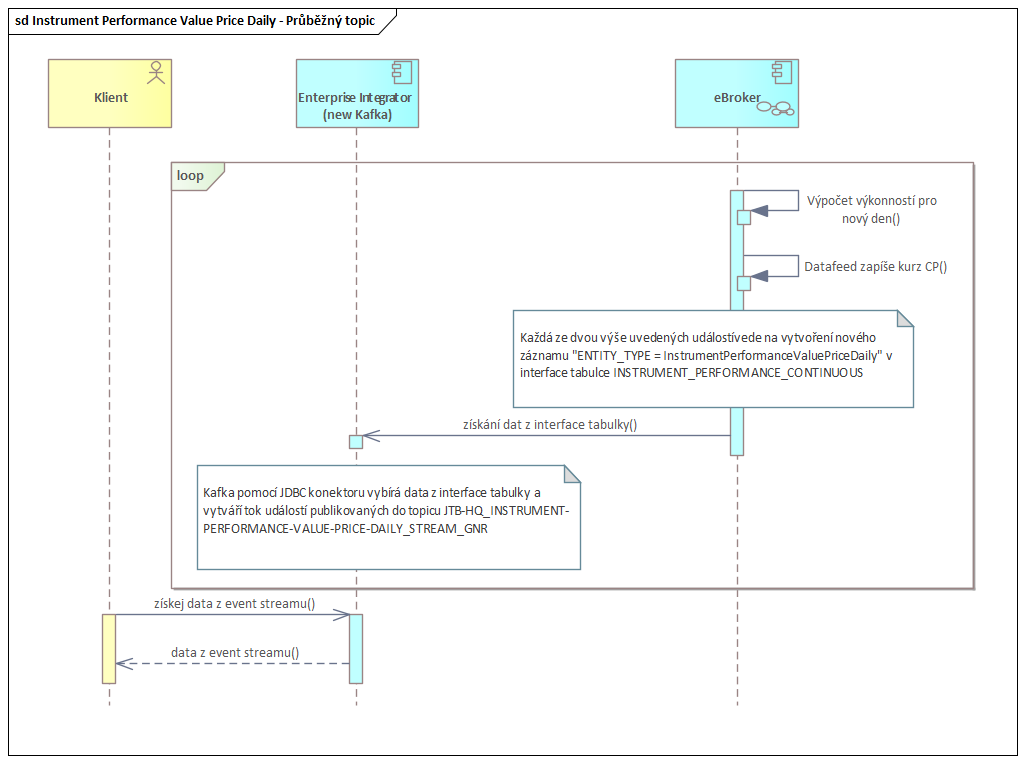 sd Instrument Performance Value Price Daily - Průběžný topic
Klient
Enterprise Integrator
(new Kafka)
eBroker
loop
Výpočet výkonností pro
nový den()
Datafeed zapíše kurz CP()
Každá ze dvou výše uvedených událostívede na vytvoření nového
záznamu "ENTITY_TYPE = InstrumentPerformanceValuePriceDaily" v
interface tabulce INSTRUMENT_PERFORMANCE_CONTINUOUS
získání dat z interface tabulky()
Kafka pomocí JDBC konektoru vybírá data z interface tabulky a
vytváří tok událostí publikovaných do topicu JTB-HQ_INSTRUMENT-
PERFORMANCE-VALUE-PRICE-DAILY_STREAM_GNR
získej data z event streamu()
data z event streamu()